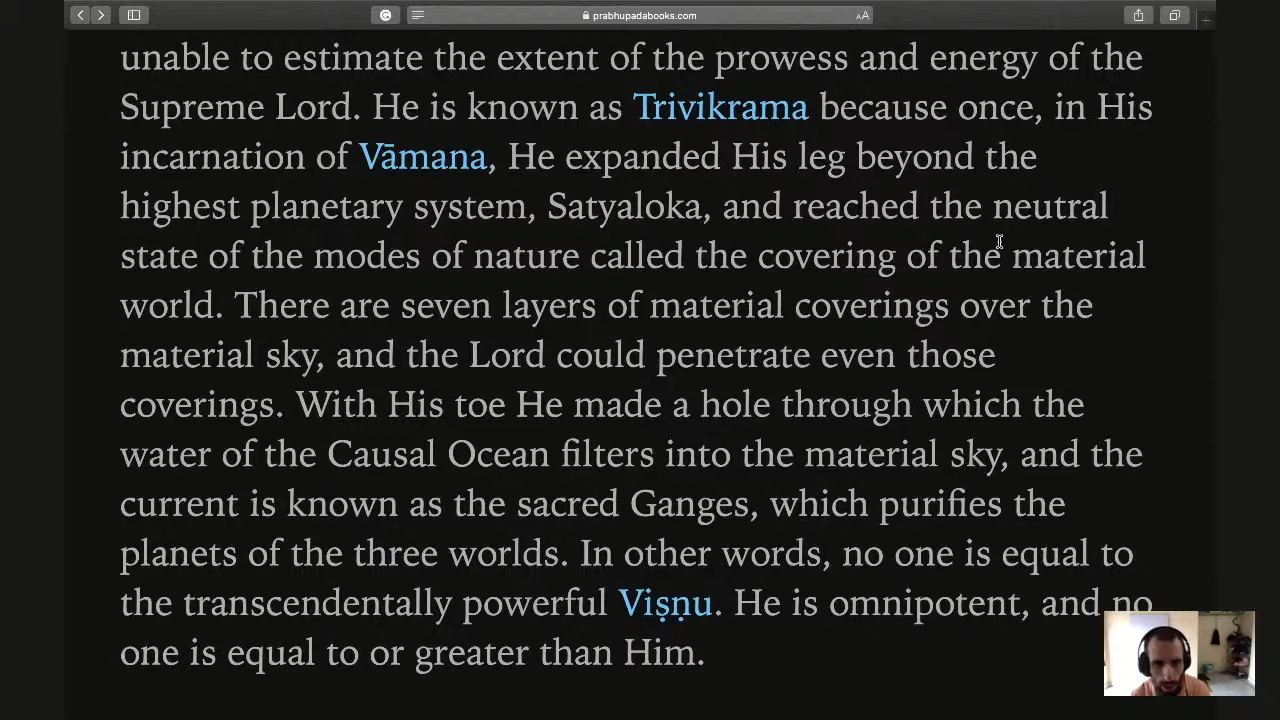 prabhupadabooks.com
AA
unable to estimate the extent of the prowess and energy of the
Supreme Lord. He is known as Trivikrama because once, in His
incarnation of Vāmana, He expanded His leg beyond the
highest planetary system, Satyaloka, and reached the neutral
state of the modes of nature called the covering of the material
world. There are seven layers of material coverings over the
material sky, and the Lord could penetrate even those
coverings. With His toe He made a hole through which the
water of the Causal Ocean filters into the material sky, and the
current is known as the sacred Ganges, which purifies the
planets of the three worlds. In other words, no one is equal to
the transcendentally powerful Viṣṇu. He is omnipotent, and no
one is equal to or greater than Him.